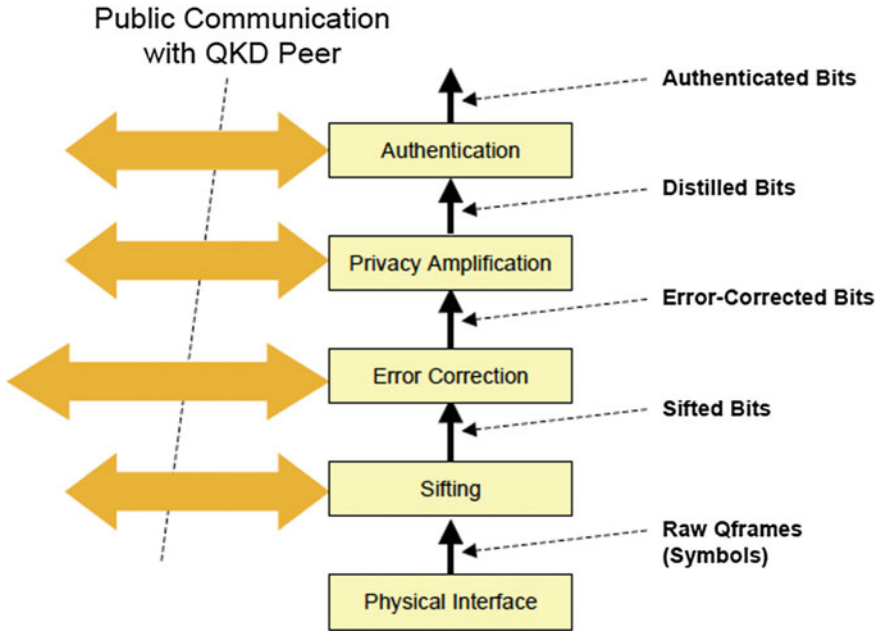 Public Communication
with QKD Peer
Authenticated Bits
Authentication
Distilled Bits
Privacy Amplification
Error-Corrected Bits
Error Correction
Sifted Bits
Sifting
Raw Qframes
(Symbols)
Physical Interface